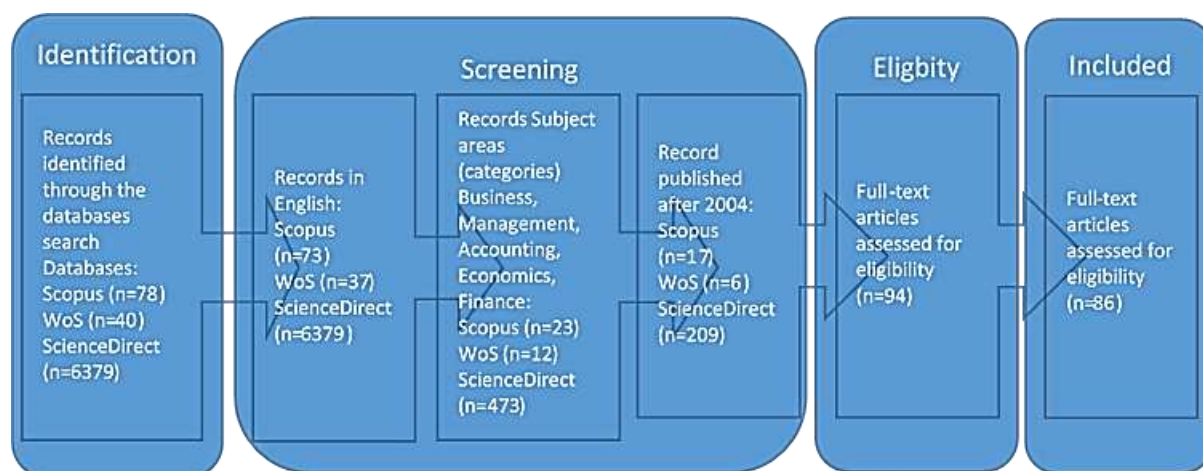 Identification
Records
identified
through the
databases
search
Databases:
Scopus (n=78)
WoS (n=40)
ScienceDirect
(n=6379)
Screening
Records in
English:
Scopus
(n=73)
WoS (n=37)
ScienceDirect
(n=6379)
Records Subject
areas
(categories)
Business,
Management,
Accounting,
Economics,
Finance:
Scopus (n=23)
WoS (n=12)
ScienceDirect
(n=473)
Record
published
after 2004:
Scopus
(n=17)
WoS (n=6)
ScienceDirect
(n=209)
Eligbity
Full-text
articles
assessed for
eligibility
(n=94)
Included
Full-text
articles
assessed for
eligibility
(n=86)